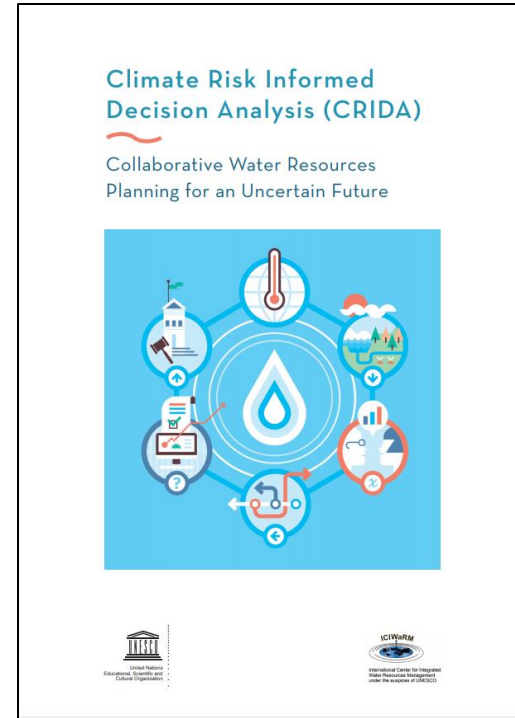 Climate Risk Informed
Decision Analysis (CRIDA)
Collaborative Water Resources
Planning for an Uncertain Future
?
x
UNESCO
United Nations
Educational, Scientific and
Cultural Organization
ICIWaRM
International Center for Integrated
Water Resources Management
under the auspices of UNESCO